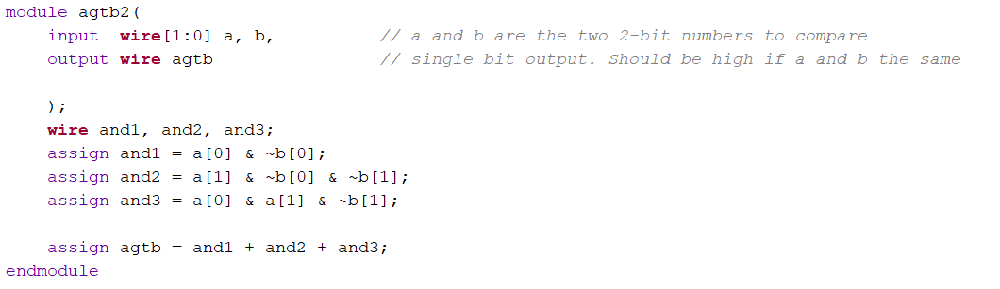 module agtb2(
    input  wire[1:0] a, b,           // a and b are the two 2-bit numbers to compare
    output wire agtb                 // single bit output. Should be high if a and b the same
    );
    wire and1, and2, and3;
    assign and1 = a[0] & ~b[0];
    assign and2 = a[1] & ~b[0] & ~b[1];
    assign and3 = a[0] & a[1] & ~b[1];
    assign agtb = and1 + and2 + and3;
endmodule